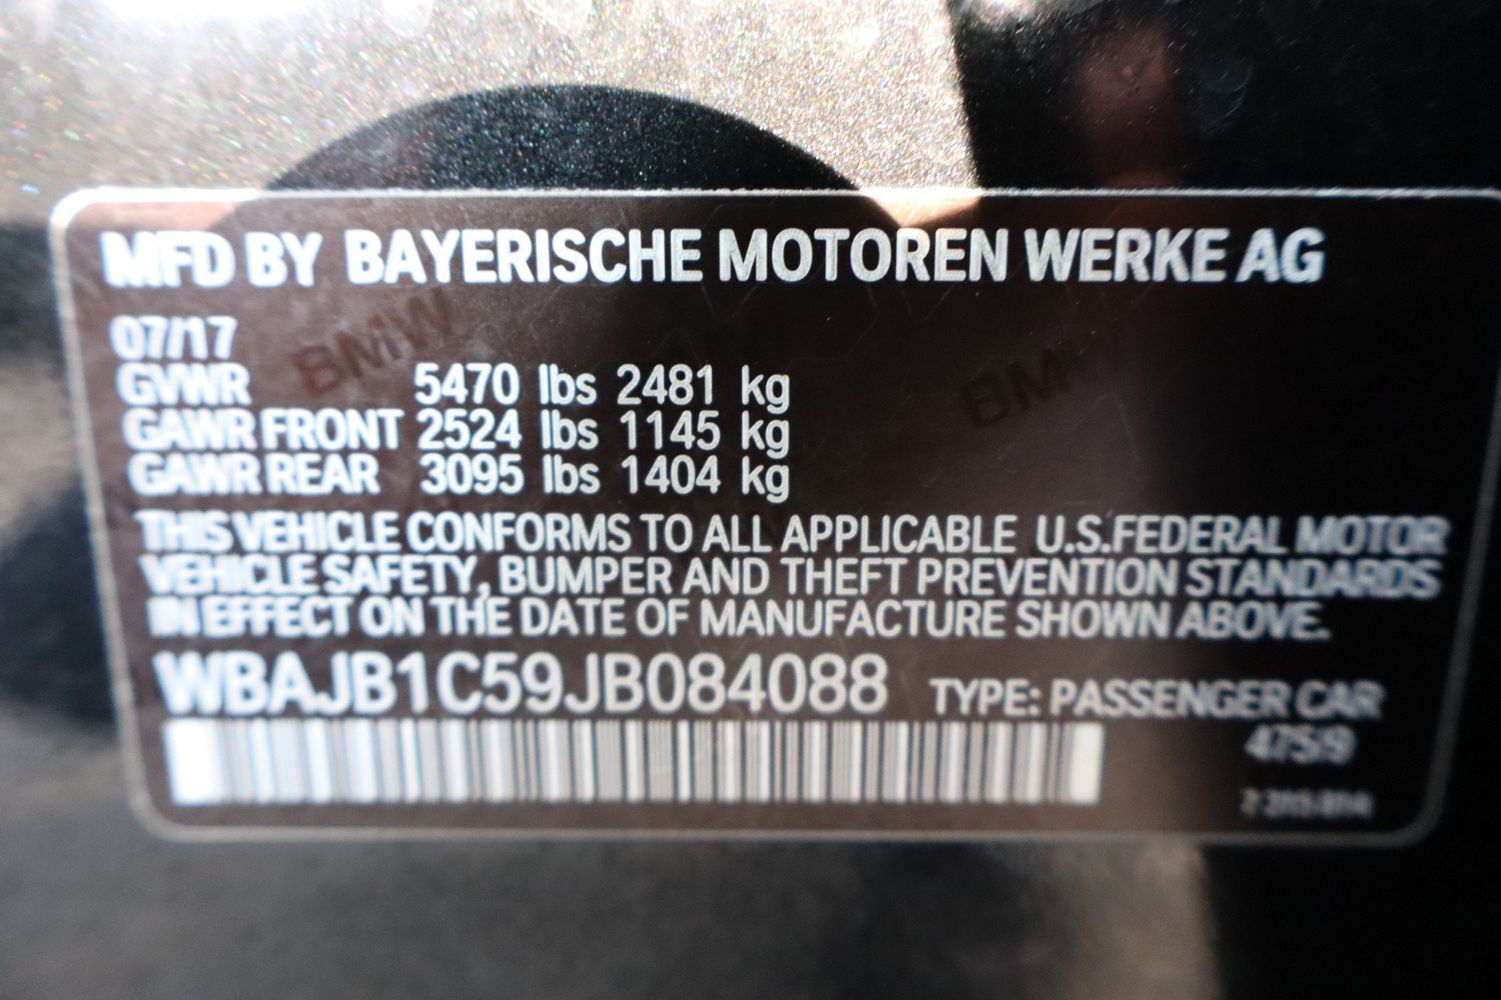 MFD BY BAYERISCHE MOTOREN WERKE AG
07/17
GVWR 5470 lbs 2481 kg
GAWR FRONT 2524 lbs 1145 kg
GAWR REAR 3095 lbs 1404 kg
THIS VEHICLE CONFORMS TO ALL APPLICABLE U.S.FEDERAL MOTOR
VEHICLE SAFETY, BUMPER AND THEFT PREVENTION STANDARDS
IN EFFECT ON THE DATE OF MANUFACTURE SHOWN ABOVE.
WBAJB1C59JB084088 TYPE: PASSENGER CAR
BMW